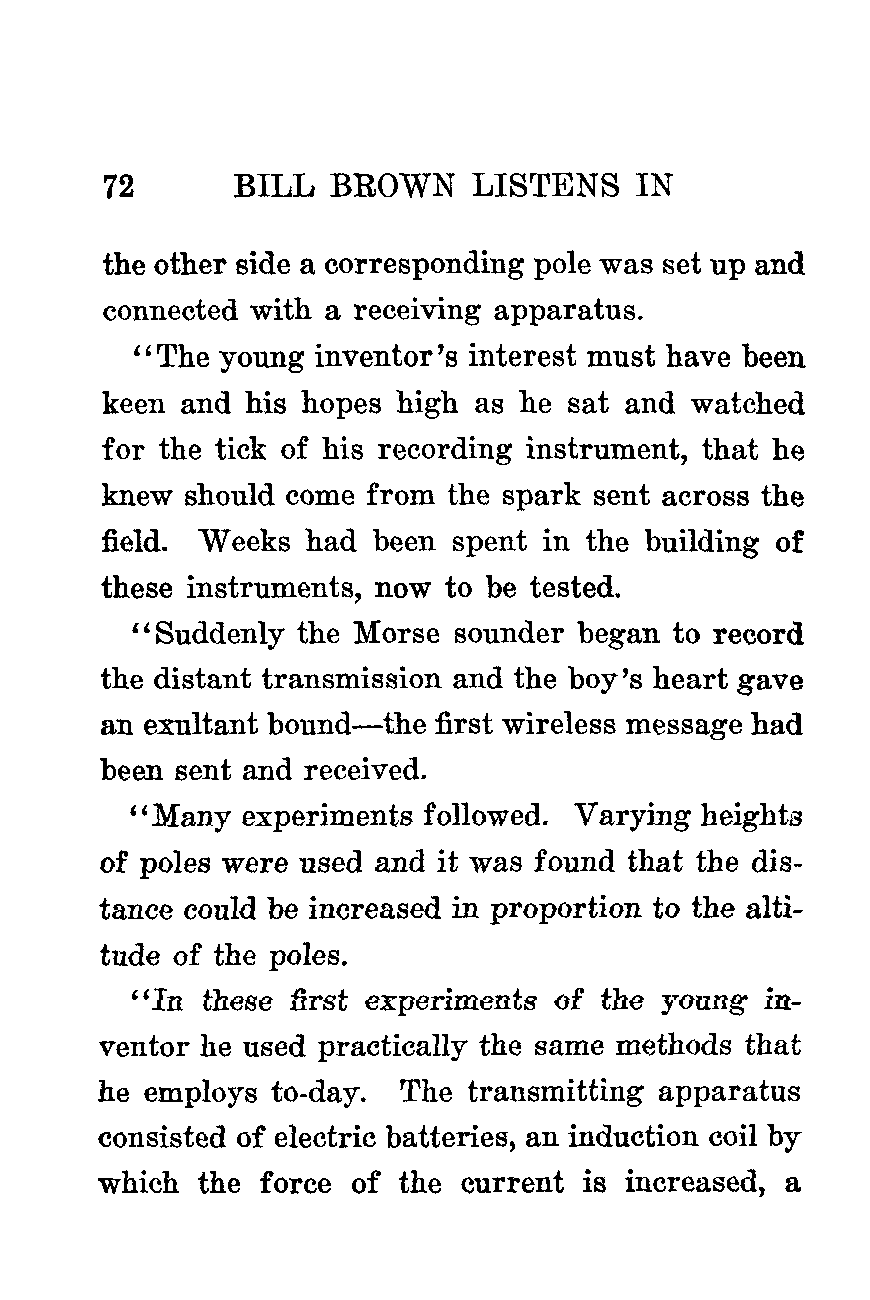 72 BILL BROWN LISTENS IN
the other side a corresponding pole was set up and
connected with a receiving apparatus.
“The young inventor’s interest must have been
keen and his hopes high as he sat and watched
for the tick of his recording instrument, that he
knew should come from the spark sent across the
field. Weeks had been spent in the building of
these instruments, now to be tested.
“Suddenly the Morse sounder began to record
the distant transmission and the boy’s heart gave
an exultant bound—the first wireless message had
been sent and received.
“Many experiments followed. Varying heights
of poles were used and it was found that the dis-
tance could be increased in proportion to the alti-
tude of the poles.
“In these first experiments of the young in-
ventor he used practically the same methods that
he employs to-day. The transmitting apparatus
consisted of electric batteries, an induction coil by
which the force of the current is increased, a